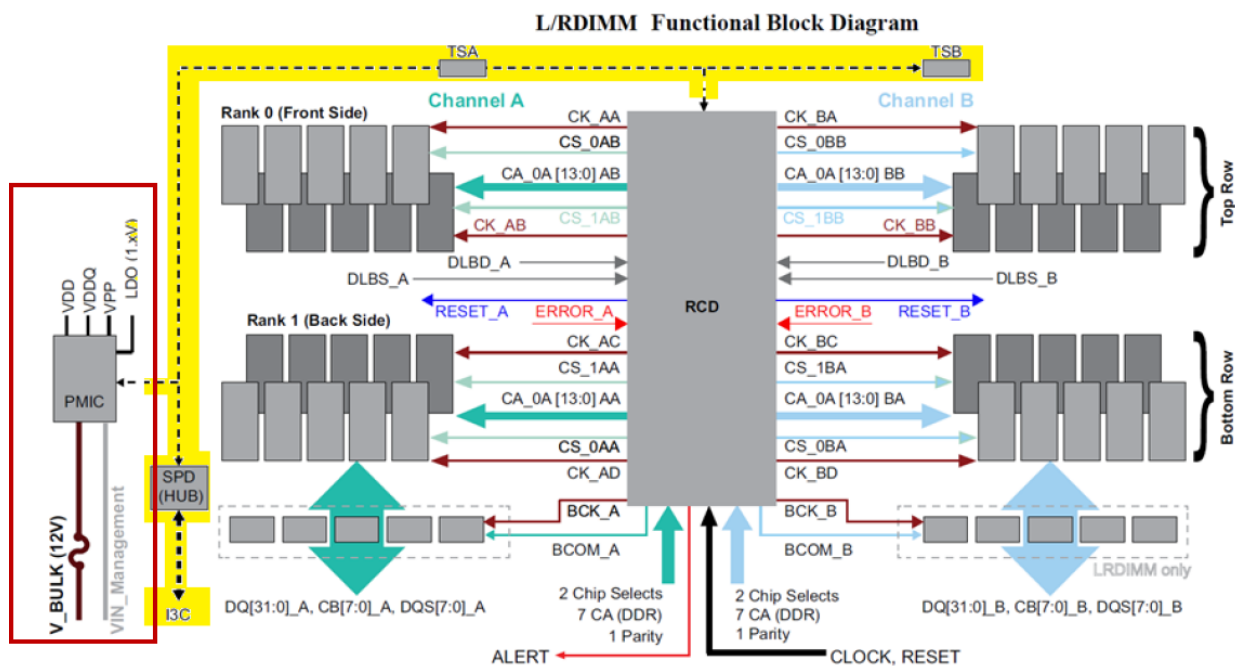 L/RDIMM Functional Block Diagram
TSA
TSB
Channel A
Channel B
Rank 0 (Front Side)
CK_AA
CK_BA
CS_0AB
CS_0BB
CA_0A [13:0] AB
CA_0A [13:0] BB
CS_1AB
CS_1BB
CK_AB
CK_BB
Top Row
DLBD_A
DLBD_B
DLBS_A
DLBS_B
RCD
RESET_A
ERROR_A
ERROR_B
RESET_B
Rank 1 (Back Side)
CK_AC
CK_BC
CS_1AA
CS_1BA
CA_0A [13:0] AA
CA_0A [13:0] BA
CS_0AA
CS_0BA
CK_AD
CK_BD
Bottom Row
VDD
VDDQ
VPP
LDO (1.xV)
PMIC
SPD
(HUB)
V_BULK (12V)
VIN_Management
I3C
BCK_A
BCK_B
BCOM_A
BCOM_B
LRDIMM only
DQ[31:0]_A, CB[7:0]_A, DQS[7:0]_A
2 Chip Selects
7 CA (DDR)
1 Parity
2 Chip Selects
7 CA (DDR)
1 Parity
DQ[31:0]_B, CB[7:0]_B, DQS[7:0]_B
ALERT
CLOCK, RESET